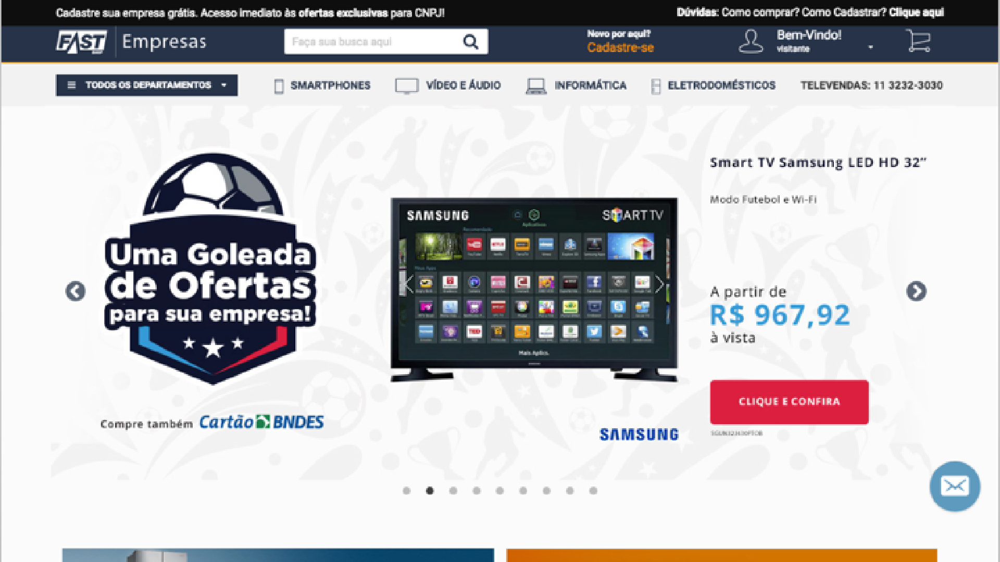 Cadastre sua empresa grátis. Acesso imediato às ofertas exclusivas para CNPJ!
Dúvidas: Como comprar? Como Cadastrar? Clique aqui
FAST Empresas
Faça sua busca aqui
Novo por aqui?
Cadastre-se
Bem-Vindo!
visitante
TODOS OS DEPARTAMENTOS
SMARTPHONES
VÍDEO E ÁUDIO
INFORMÁTICA
ELETRODOMÉSTICOS
TELEVENDAS: 11 3232-3030
Uma Goleada
de Ofertas
para sua empresa!
Compre também Cartão BNDES
SAMSUNG
SMART TV
Aplicativos
Recomendado
Meus Apps
Mais Aplics.
SAMSUNG
Smart TV Samsung LED HD 32”
Modo Futebol e Wi-Fi
A partir de
R$ 967,92
à vista
CLIQUE E CONFIRA